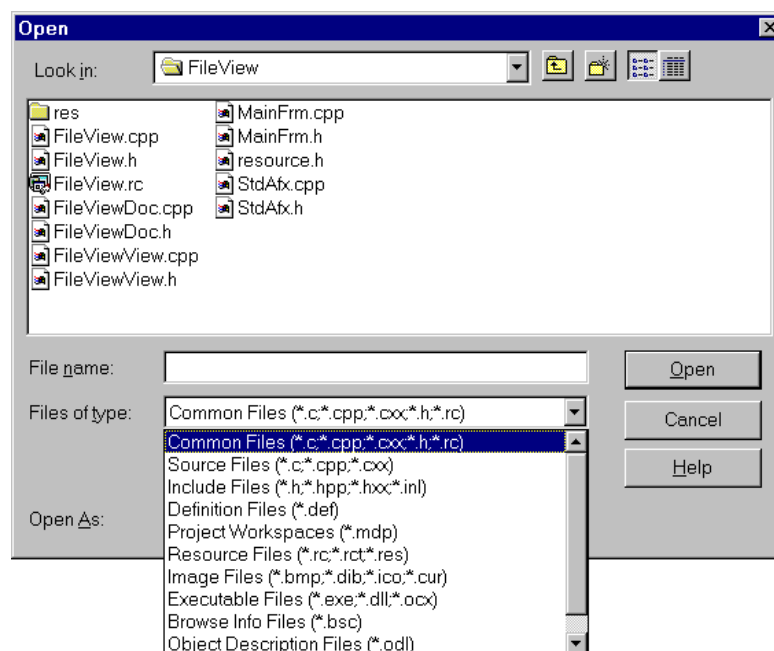 Open
Look in:
FileView
res
FileView.cpp
FileView.h
FileView.rc
FileViewDoc.cpp
FileViewDoc.h
FileViewView.cpp
FileViewView.h
MainFrm.cpp
MainFrm.h
resource.h
StdAfx.cpp
StdAfx.h
File name:
Open
Files of type:
Common Files (*.c;*.cpp;*.cxx;*.h;*.rc)
Cancel
Common Files (*.c;*.cpp;*.cxx;*.h;*.rc)
Source Files (*.c;*.cpp;*.cxx)
Include Files (*.h;*.hpp;*.hxx;*.inl)
Definition Files (*.def)
Project Workspaces (*.mdp)
Resource Files (*.rc;*.rct;*.res)
Image Files (*.bmp;*.dib;*.ico;*.cur)
Executable Files (*.exe;*.dll;*.ocx)
Browse Info Files (*.bsc)
Object Description Files (*.odl)
Help
Open As: